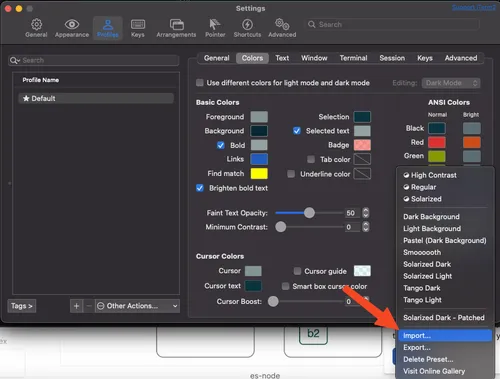 Settings
General
Appearance
Profiles
Keys
Arrangements
Pointer
Shortcuts
Advanced
Search
Search
Profile Name
★ Default
Tags >
+
−
Other Actions...
General
Colors
Text
Window
Terminal
Session
Keys
Advanced
Use different colors for light mode and dark mode
Editing:
Dark Mode
Basic Colors
Foreground
Background
Bold
Links
Find match
Brighten bold text
Selection
Selected text
Badge
Tab color
Underline color
Faint Text Opacity:
50
Minimum Contrast:
0
Cursor Colors
Cursor
Cursor text
Cursor guide
Smart box cursor color
Cursor Boost:
0
ANSI Colors
Normal
Bright
Black
Red
Green
High Contrast
Regular
Solarized
Dark Background
Light Background
Pastel (Dark Background)
Smoooooth
Solarized Dark
Solarized Light
Tango Dark
Tango Light
Solarized Dark - Patched
Import...
Export...
Delete Preset...
Visit Online Gallery
b2
es-node